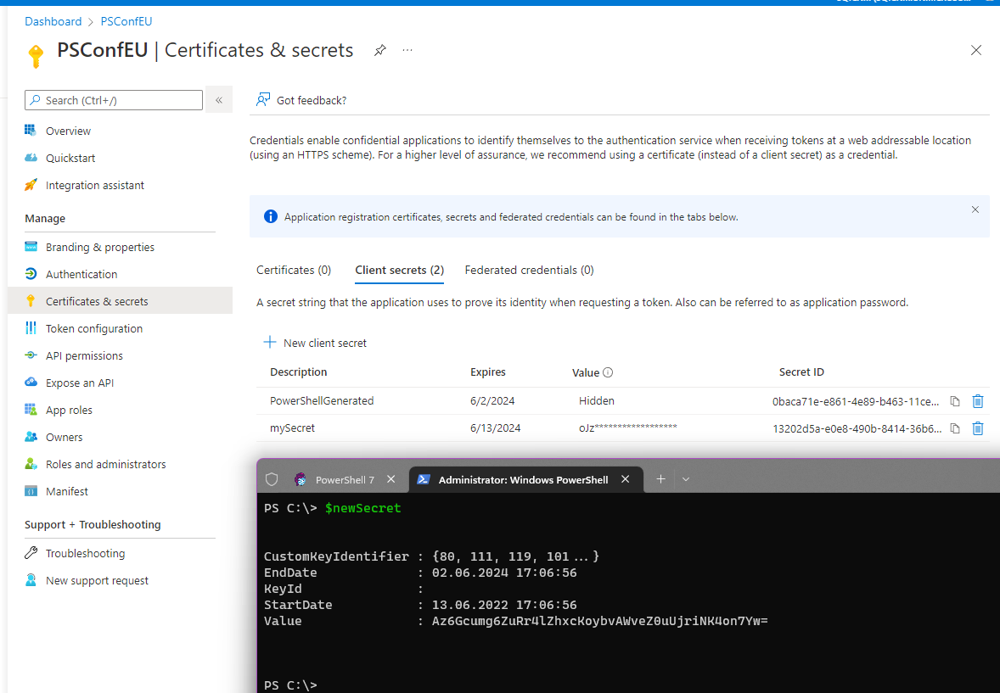 Dashboard > PSConfEU
PSConfEU | Certificates & secrets
Search (Ctrl+/)
Overview
Quickstart
Integration assistant
Manage
Branding & properties
Authentication
Certificates & secrets
Token configuration
API permissions
Expose an API
App roles
Owners
Roles and administrators
Manifest
Support + Troubleshooting
Troubleshooting
New support request
Got feedback?
Credentials enable confidential applications to identify themselves to the authentication service when receiving tokens at a web addressable location
(using an HTTPS scheme). For a higher level of assurance, we recommend using a certificate (instead of a client secret) as a credential.
Application registration certificates, secrets and federated credentials can be found in the tabs below.
Certificates (0) Client secrets (2) Federated credentials (0)
A secret string that the application uses to prove its identity when requesting a token. Also can be referred to as application password.
New client secret
Description Expires Value Secret ID
PowerShellGenerated 6/2/2024 Hidden 0baca71e-e861-4e89-b463-11ce...
mySecret 6/13/2024 oJz****************** 13202d5a-e0e8-490b-8414-36b6...
PowerShell 7 Administrator: Windows PowerShell
PS C:\> $newSecret
CustomKeyIdentifier : {80, 111, 119, 101...}
EndDate : 02.06.2024 17:06:56
KeyId :
StartDate : 13.06.2022 17:06:56
Value : Az6Gcumg6ZuRr4lZhxcKoybvAWveZ0uUjriNK4on7Yw=
PS C:\>